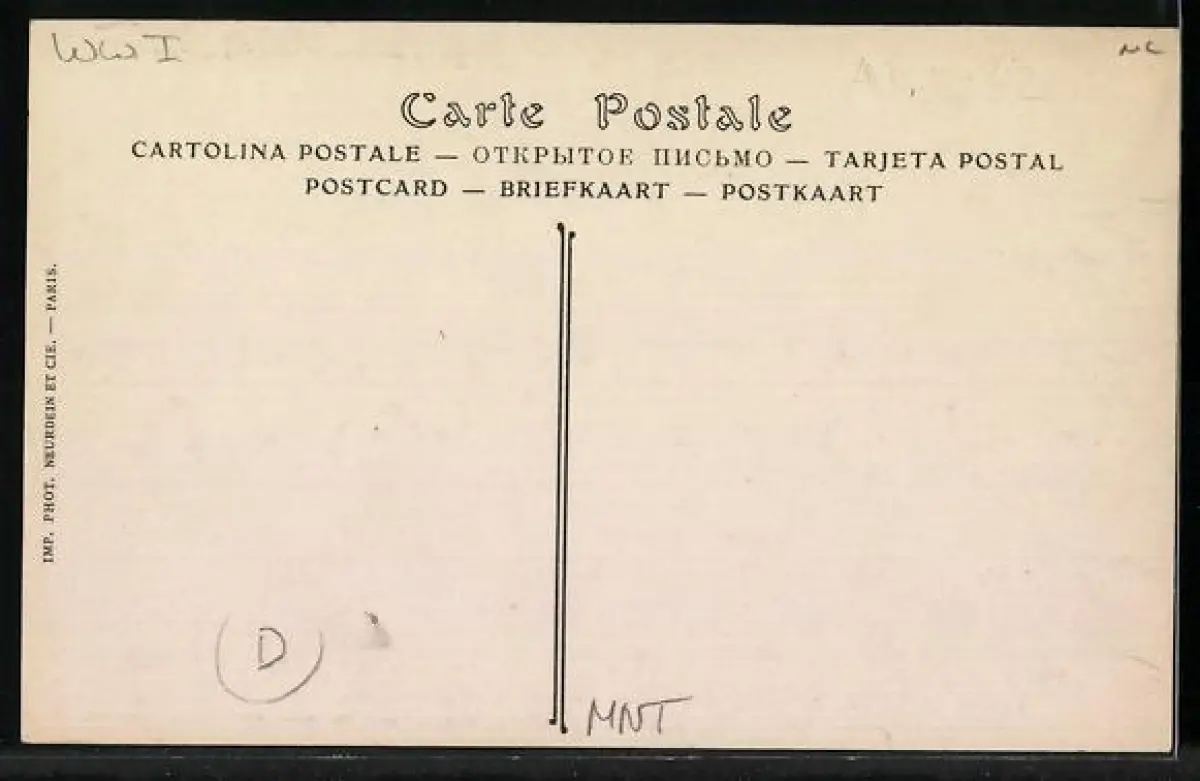 WW I
NC
Carte Postale
CARTOLINA POSTALE — ОТКРЫТОЕ ПИСЬМО — TARJETA POSTAL
POSTCARD — BRIEFKAART — POSTKAART
IMP. PHOT. NEURDEIN ET CIE. — PARIS.
D
MNT